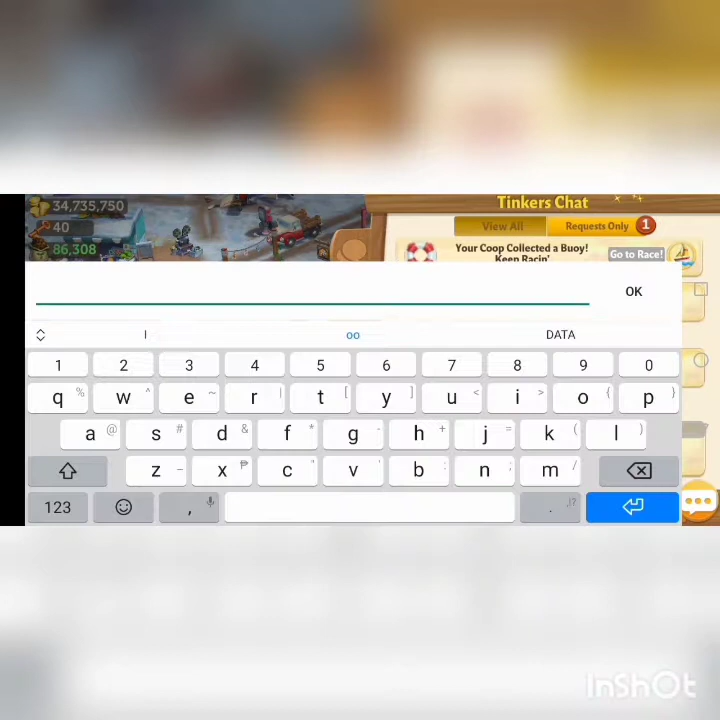 34,735,750
Tinkers Chat
40
View All
Requests Only 1
86,308
Your Coop Collected a Buoy!
Keep Racin'
Go to Race!
OK
I oo DATA
1 2 3 4 5 6 7 8 9 0
q % w ^ e ~ r | t [ y ] u < i > o { p }
a @ s # d & f * g - h + j = k ( l )
z _ x ₱ c " v ' b : n ; m /
123 , . ,!?
InShOt